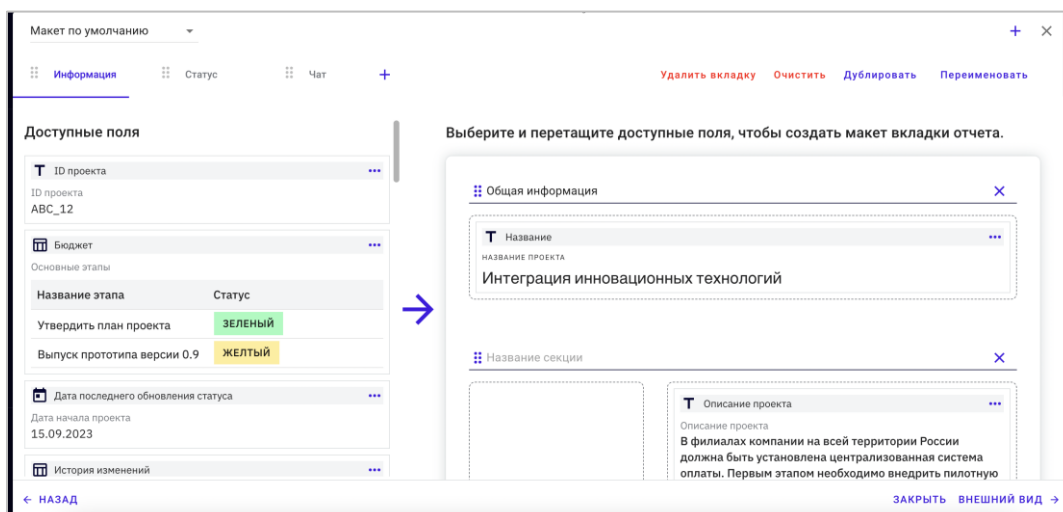 Макет по умолчанию
Информация
Статус
Чат
+
Удалить вкладку Очистить Дублировать Переименовать
Доступные поля
ID проекта
ID проекта
ABC_12
Бюджет
Основные этапы
Название этапа Статус
Утвердить план проекта ЗЕЛЕНЫЙ
Выпуск прототипа версии 0.9 ЖЕЛТЫЙ
Дата последнего обновления статуса
Дата начала проекта
15.09.2023
История изменений
Выберите и перетащите доступные поля, чтобы создать макет вкладки отчета.
Общая информация
Название
НАЗВАНИЕ ПРОЕКТА
Интеграция инновационных технологий
Название секции
Описание проекта
Описание проекта
В филиалах компании на всей территории России
должна быть установлена централизованная система
оплаты. Первым этапом необходимо внедрить пилотную
← НАЗАД
ЗАКРЫТЬ ВНЕШНИЙ ВИД →